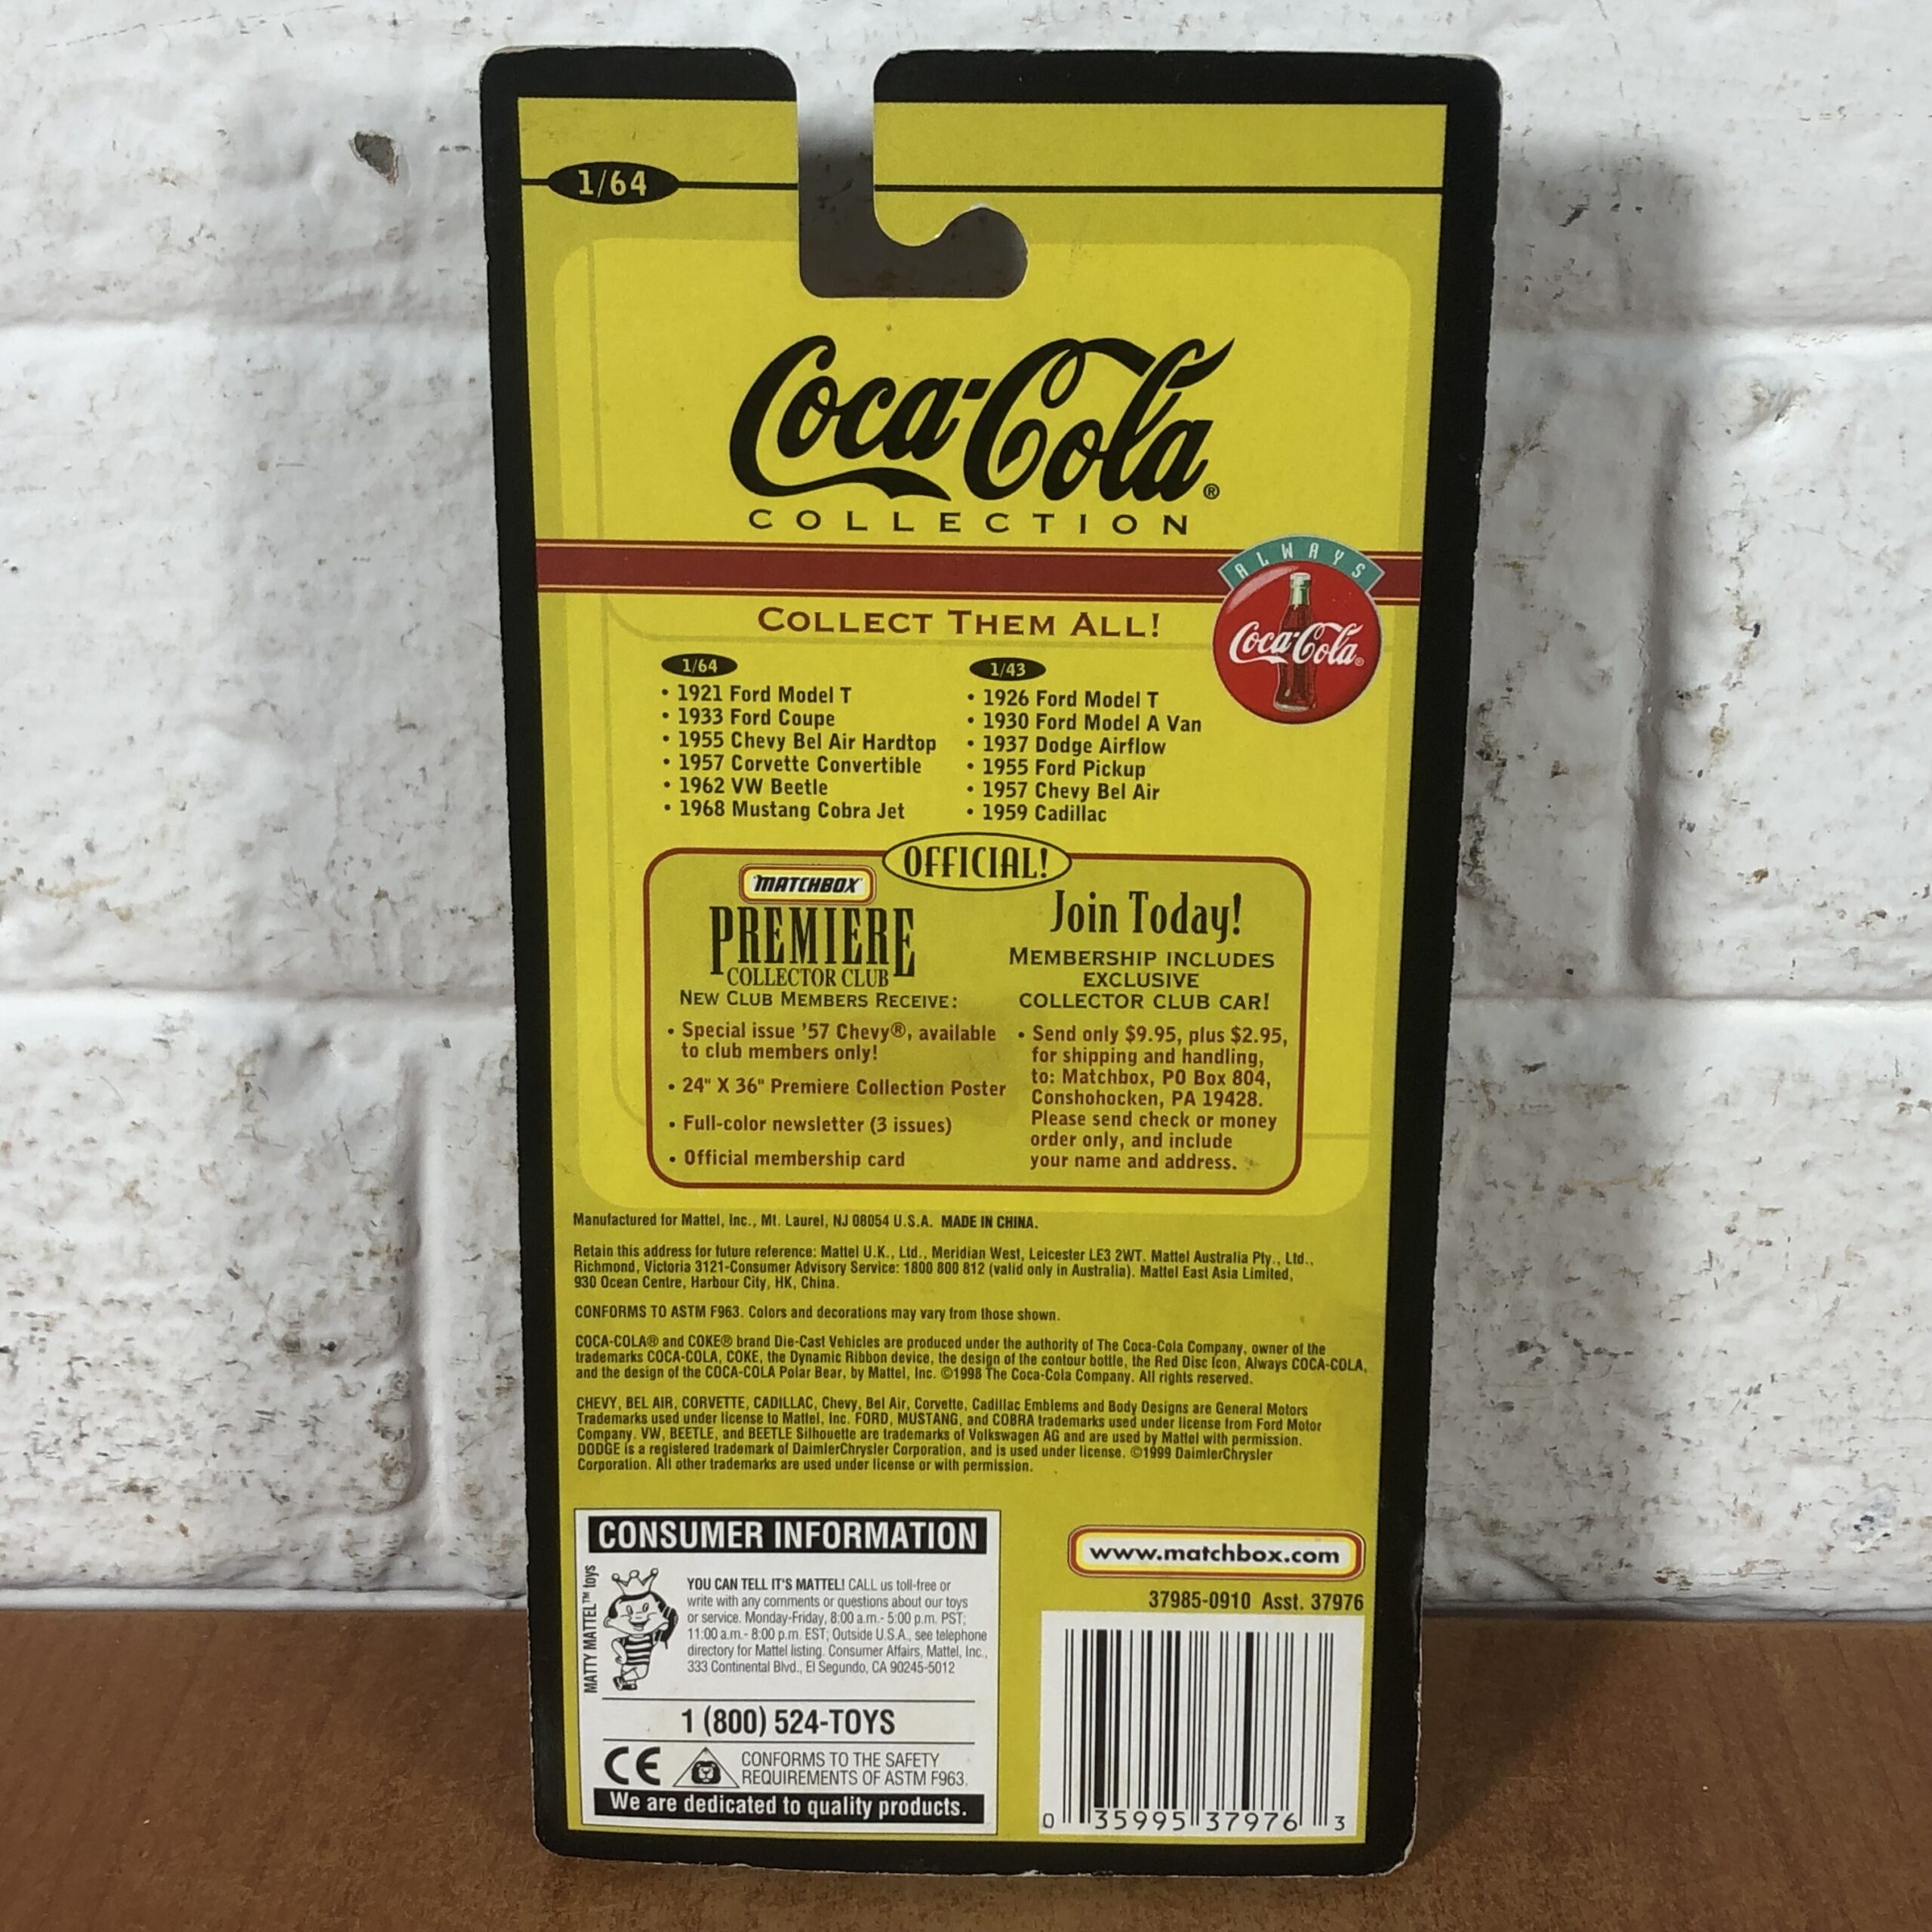 1/64
Coca-Cola®
COLLECTION
ALWAYS
Coca-Cola®
COLLECT THEM ALL!
1/64
• 1921 Ford Model T
• 1933 Ford Coupe
• 1955 Chevy Bel Air Hardtop
• 1957 Corvette Convertible
• 1962 VW Beetle
• 1968 Mustang Cobra Jet
1/43
• 1926 Ford Model T
• 1930 Ford Model A Van
• 1937 Dodge Airflow
• 1955 Ford Pickup
• 1957 Chevy Bel Air
• 1959 Cadillac
OFFICIAL!
MATCHBOX
PREMIERE
COLLECTOR CLUB
NEW CLUB MEMBERS RECEIVE:
• Special issue '57 Chevy®, available
to club members only!
• 24" X 36" Premiere Collection Poster
• Full-color newsletter (3 issues)
• Official membership card
Join Today!
MEMBERSHIP INCLUDES
EXCLUSIVE
COLLECTOR CLUB CAR!
• Send only $9.95, plus $2.95,
for shipping and handling,
to: Matchbox, PO Box 804,
Conshohocken, PA 19428.
Please send check or money
order only, and include
your name and address.
Manufactured for Mattel, Inc., Mt. Laurel, NJ 08054 U.S.A. MADE IN CHINA.
Retain this address for future reference: Mattel U.K., Ltd., Meridian West, Leicester LE3 2WT. Mattel Australia Pty., Ltd.,
Richmond, Victoria 3121-Consumer Advisory Service: 1800 800 812 (valid only in Australia). Mattel East Asia Limited,
930 Ocean Centre, Harbour City, HK, China.
CONFORMS TO ASTM F963. Colors and decorations may vary from those shown.
COCA-COLA® and COKE® brand Die-Cast Vehicles are produced under the authority of The Coca-Cola Company, owner of the
trademarks COCA-COLA, COKE, the Dynamic Ribbon device, the design of the contour bottle, the Red Disc Icon, Always COCA-COLA,
and the design of the COCA-COLA Polar Bear, by Mattel, Inc. ©1998 The Coca-Cola Company. All rights reserved.
CHEVY, BEL AIR, CORVETTE, CADILLAC, Chevy, Bel Air, Corvette, Cadillac Emblems and Body Designs are General Motors
Trademarks used under license to Mattel, Inc. FORD, MUSTANG, and COBRA trademarks used under license from Ford Motor
Company. VW, BEETLE, and BEETLE Silhouette are trademarks of Volkswagen AG and are used by Mattel with permission.
DODGE is a registered trademark of DaimlerChrysler Corporation, and is used under license. ©1999 DaimlerChrysler
Corporation. All other trademarks are used under license or with permission.
CONSUMER INFORMATION
MATTY MATTEL™ toys
YOU CAN TELL IT'S MATTEL! CALL us toll-free or
write with any comments or questions about our toys
or service. Monday-Friday, 8:00 a.m.- 5:00 p.m. PST;
11:00 a.m.- 8:00 p.m. EST; Outside U.S.A., see telephone
directory for Mattel listing. Consumer Affairs, Mattel, Inc.,
333 Continental Blvd., El Segundo, CA 90245-5012
1 (800) 524-TOYS
CE
CONFORMS TO THE SAFETY
REQUIREMENTS OF ASTM F963.
We are dedicated to quality products.
www.matchbox.com
37985-0910 Asst. 37976
0 35995 37976 3